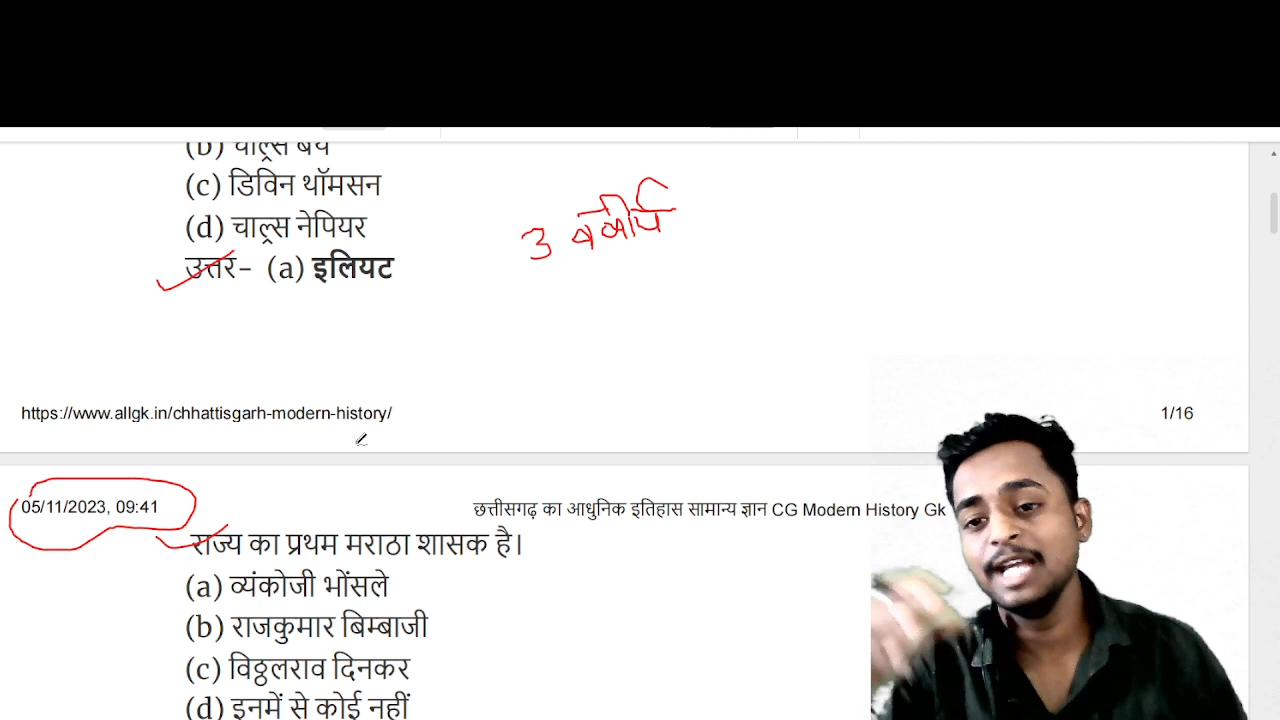 (b) चार्ल्स बेय
(c) डिविन थॉमसन
(d) चार्ल्स नेपियर
उत्तर- (a) इलियट
3
https://www.allgk.in/chhattisgarh-modern-history/
1/16
05/11/2023, 09:41
छत्तीसगढ़ का आधुनिक इतिहास सामान्य ज्ञान CG Modern History Gk
राज्य का प्रथम मराठा शासक है।
(a) व्यंकोजी भोंसले
(b) राजकुमार बिम्बाजी
(c) विठ्ठलराव दिनकर
(d) इनमें से कोई नहीं